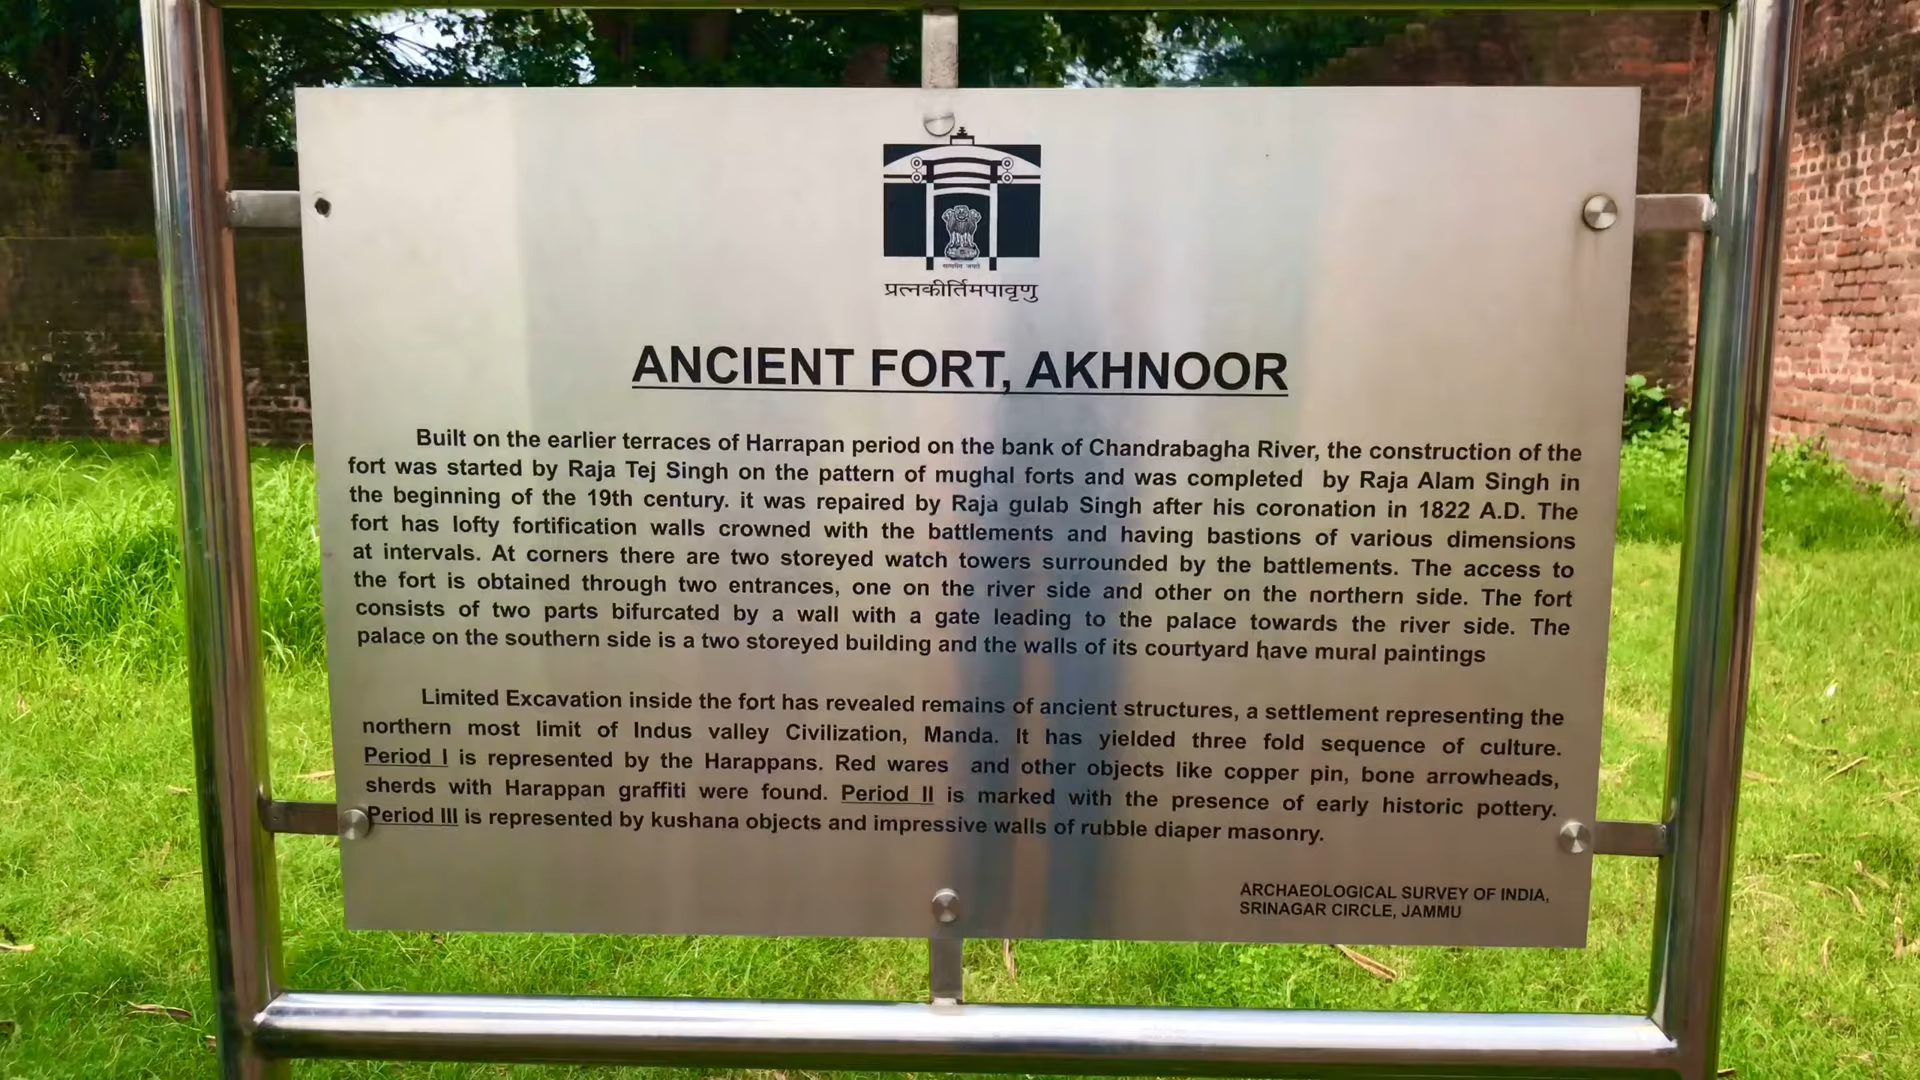 सत्यमेव जयते
प्रत्नकीर्तिमपावृणु
ANCIENT FORT, AKHNOOR
Built on the earlier terraces of Harrapan period on the bank of Chandrabagha River, the construction of the
fort was started by Raja Tej Singh on the pattern of mughal forts and was completed by Raja Alam Singh in
the beginning of the 19th century. it was repaired by Raja gulab Singh after his coronation in 1822 A.D. The
fort has lofty fortification walls crowned with the battlements and having bastions of various dimensions
at intervals. At corners there are two storeyed watch towers surrounded by the battlements. The access to
the fort is obtained through two entrances, one on the river side and other on the northern side. The fort
consists of two parts bifurcated by a wall with a gate leading to the palace towards the river side. The
palace on the southern side is a two storeyed building and the walls of its courtyard have mural paintings
Limited Excavation inside the fort has revealed remains of ancient structures, a settlement representing the
northern most limit of Indus valley Civilization, Manda. It has yielded three fold sequence of culture.
Period I is represented by the Harappans. Red wares and other objects like copper pin, bone arrowheads,
sherds with Harappan graffiti were found. Period II is marked with the presence of early historic pottery.
Period III is represented by kushana objects and impressive walls of rubble diaper masonry.
ARCHAEOLOGICAL SURVEY OF INDIA,
SRINAGAR CIRCLE, JAMMU